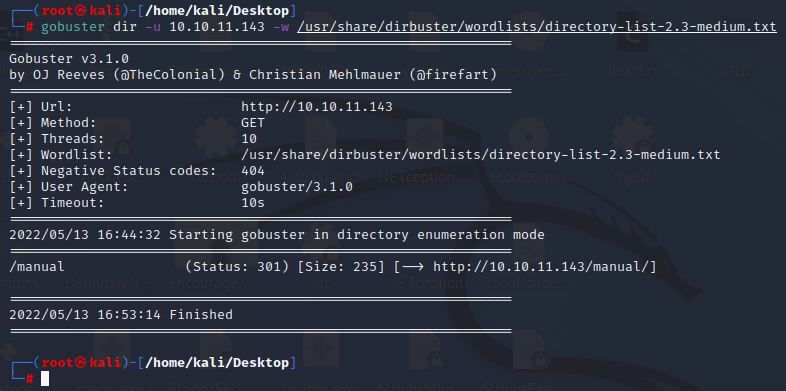 ┌──(root㉿kali)-[/home/kali/Desktop]
└─# gobuster dir -u 10.10.11.143 -w /usr/share/dirbuster/wordlists/directory-list-2.3-medium.txt
===============================================================
Gobuster v3.1.0
by OJ Reeves (@TheColonial) & Christian Mehlmauer (@firefart)
===============================================================
[+] Url:                     http://10.10.11.143
[+] Method:                  GET
[+] Threads:                 10
[+] Wordlist:                /usr/share/dirbuster/wordlists/directory-list-2.3-medium.txt
[+] Negative Status codes:   404
[+] User Agent:              gobuster/3.1.0
[+] Timeout:                 10s
===============================================================
2022/05/13 16:44:32 Starting gobuster in directory enumeration mode
===============================================================
/manual               (Status: 301) [Size: 235] [--> http://10.10.11.143/manual/]
===============================================================
2022/05/13 16:53:14 Finished
===============================================================
┌──(root㉿kali)-[/home/kali/Desktop]
└─#